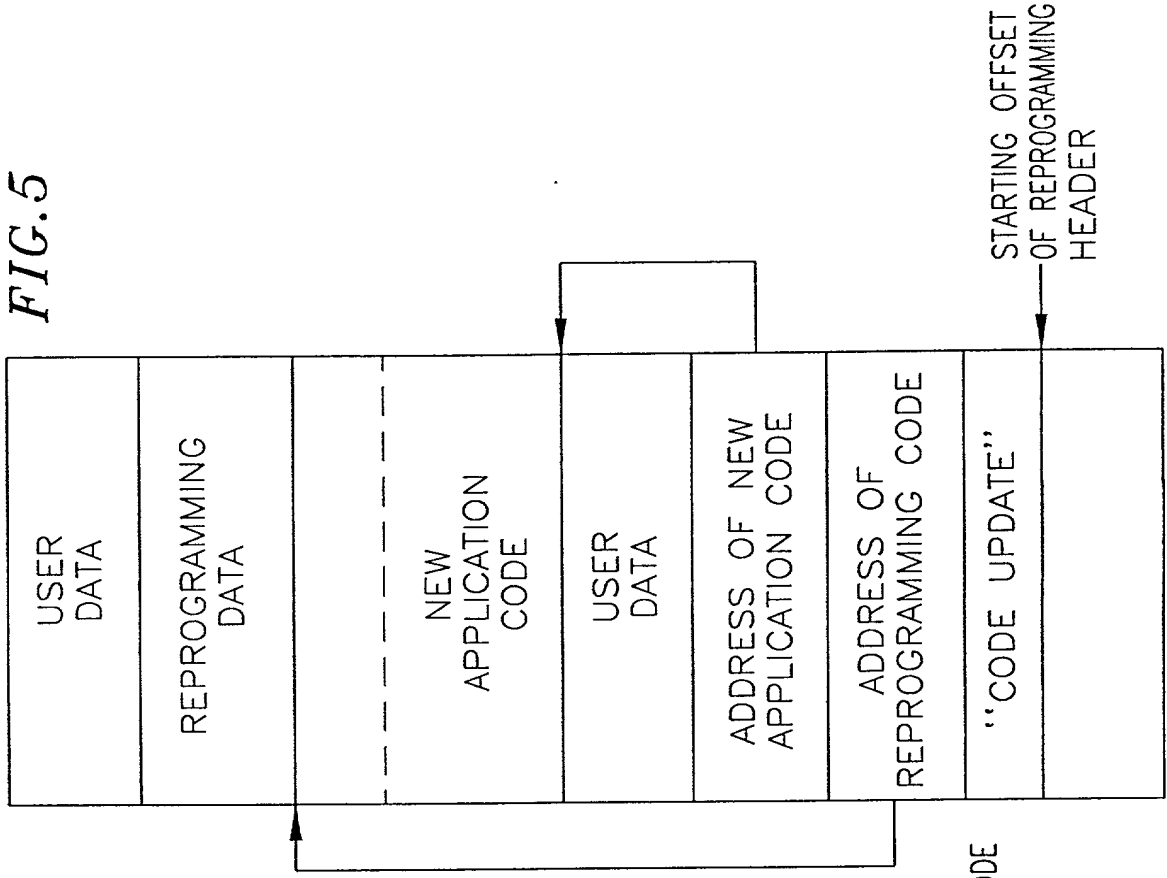 FIG.5
USER
DATA
REPROGRAMMING
DATA
NEW
APPLICATION
CODE
USER
DATA
ADDRESS OF NEW
APPLICATION CODE
ADDRESS OF
REPROGRAMMING CODE
"CODE UPDATE"
STARTING OFFSET
OF REPROGRAMMING
HEADER
ODE